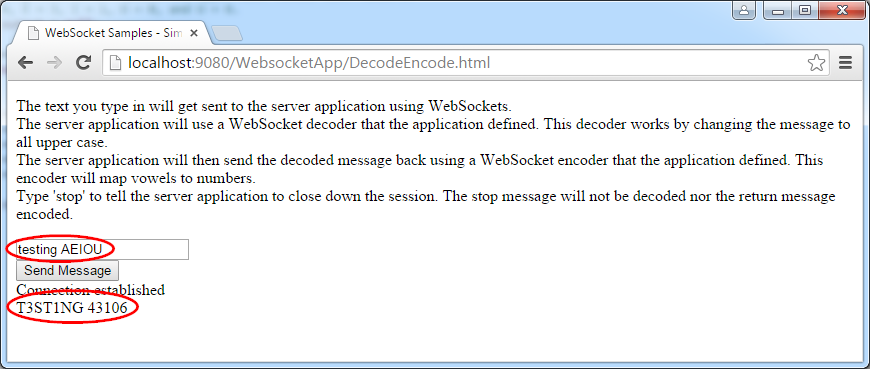 WebSocket Samples - Sim
localhost:9080/WebsocketApp/DecodeEncode.html
The text you type in will get sent to the server application using WebSockets.
The server application will use a WebSocket decoder that the application defined. This decoder works by changing the message to
all upper case.
The server application will then send the decoded message back using a WebSocket encoder that the application defined. This
encoder will map vowels to numbers.
Type 'stop' to tell the server application to close down the session. The stop message will not be decoded nor the return message
encoded.
testing AEIOU
Send Message
Connection established
T3ST1NG 43106